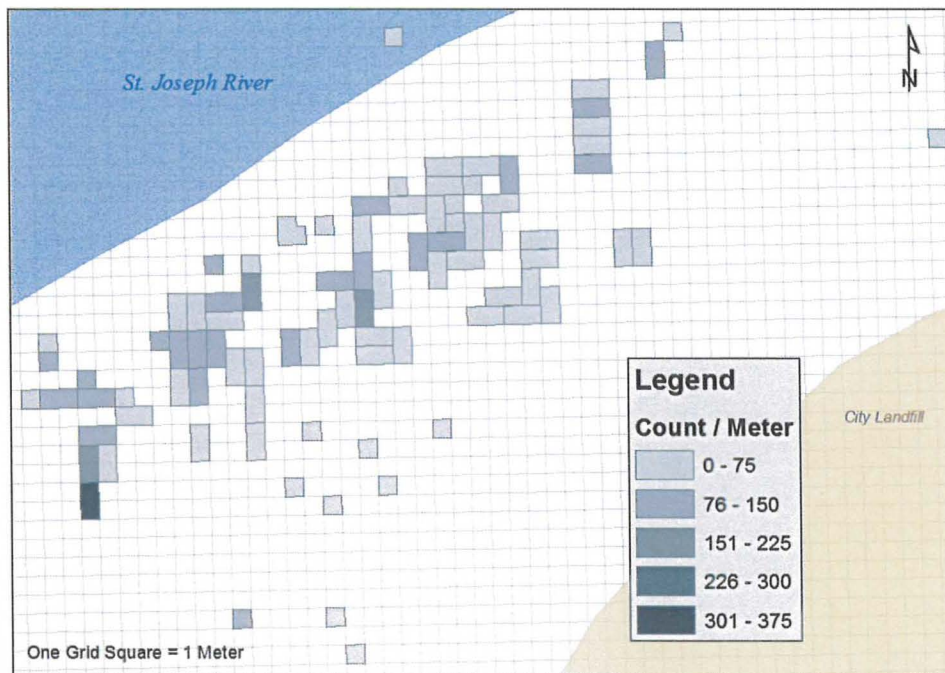 St. Joseph River
N
Legend
Count / Meter
0 - 75
76 - 150
151 - 225
226 - 300
301 - 375
City Landfill
One Grid Square = 1 Meter